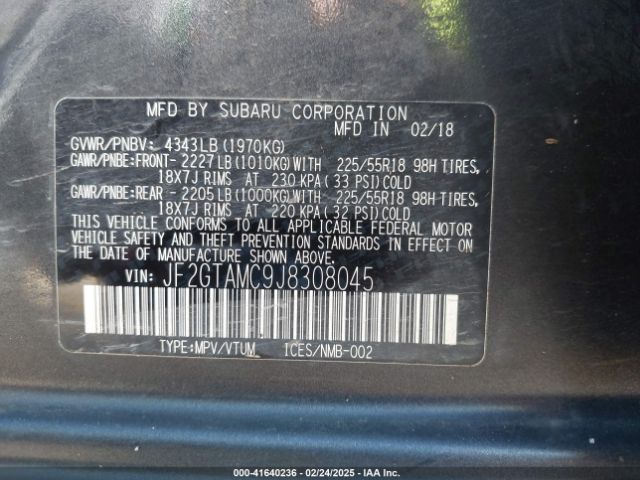 MFD BY SUBARU CORPORATION
MFD IN 02/18
GVWR/PNBV: 4343LB (1970KG)
GAWR/PNBE:FRONT- 2227LB(1010KG)WITH 225/55R18 98H TIRES,
18X7J RIMS AT 230 KPA (33 PSI)COLD
GAWR/PNBE:REAR - 2205LB(1000KG)WITH 225/55R18 98H TIRES,
18X7J RIMS AT 220 KPA (32 PSI)COLD
THIS VEHICLE CONFORMS TO ALL APPLICABLE FEDERAL MOTOR
VEHICLE SAFETY AND THEFT PREVENTION STANDARDS IN EFFECT ON
THE DATE OF MANUFACTURE SHOWN ABOVE.
VIN: JF2GTAMC9J8308045
TYPE:MPV/VTUM ICES/NMB-002
000-41640236 - 02/24/2025 - IAA Inc.